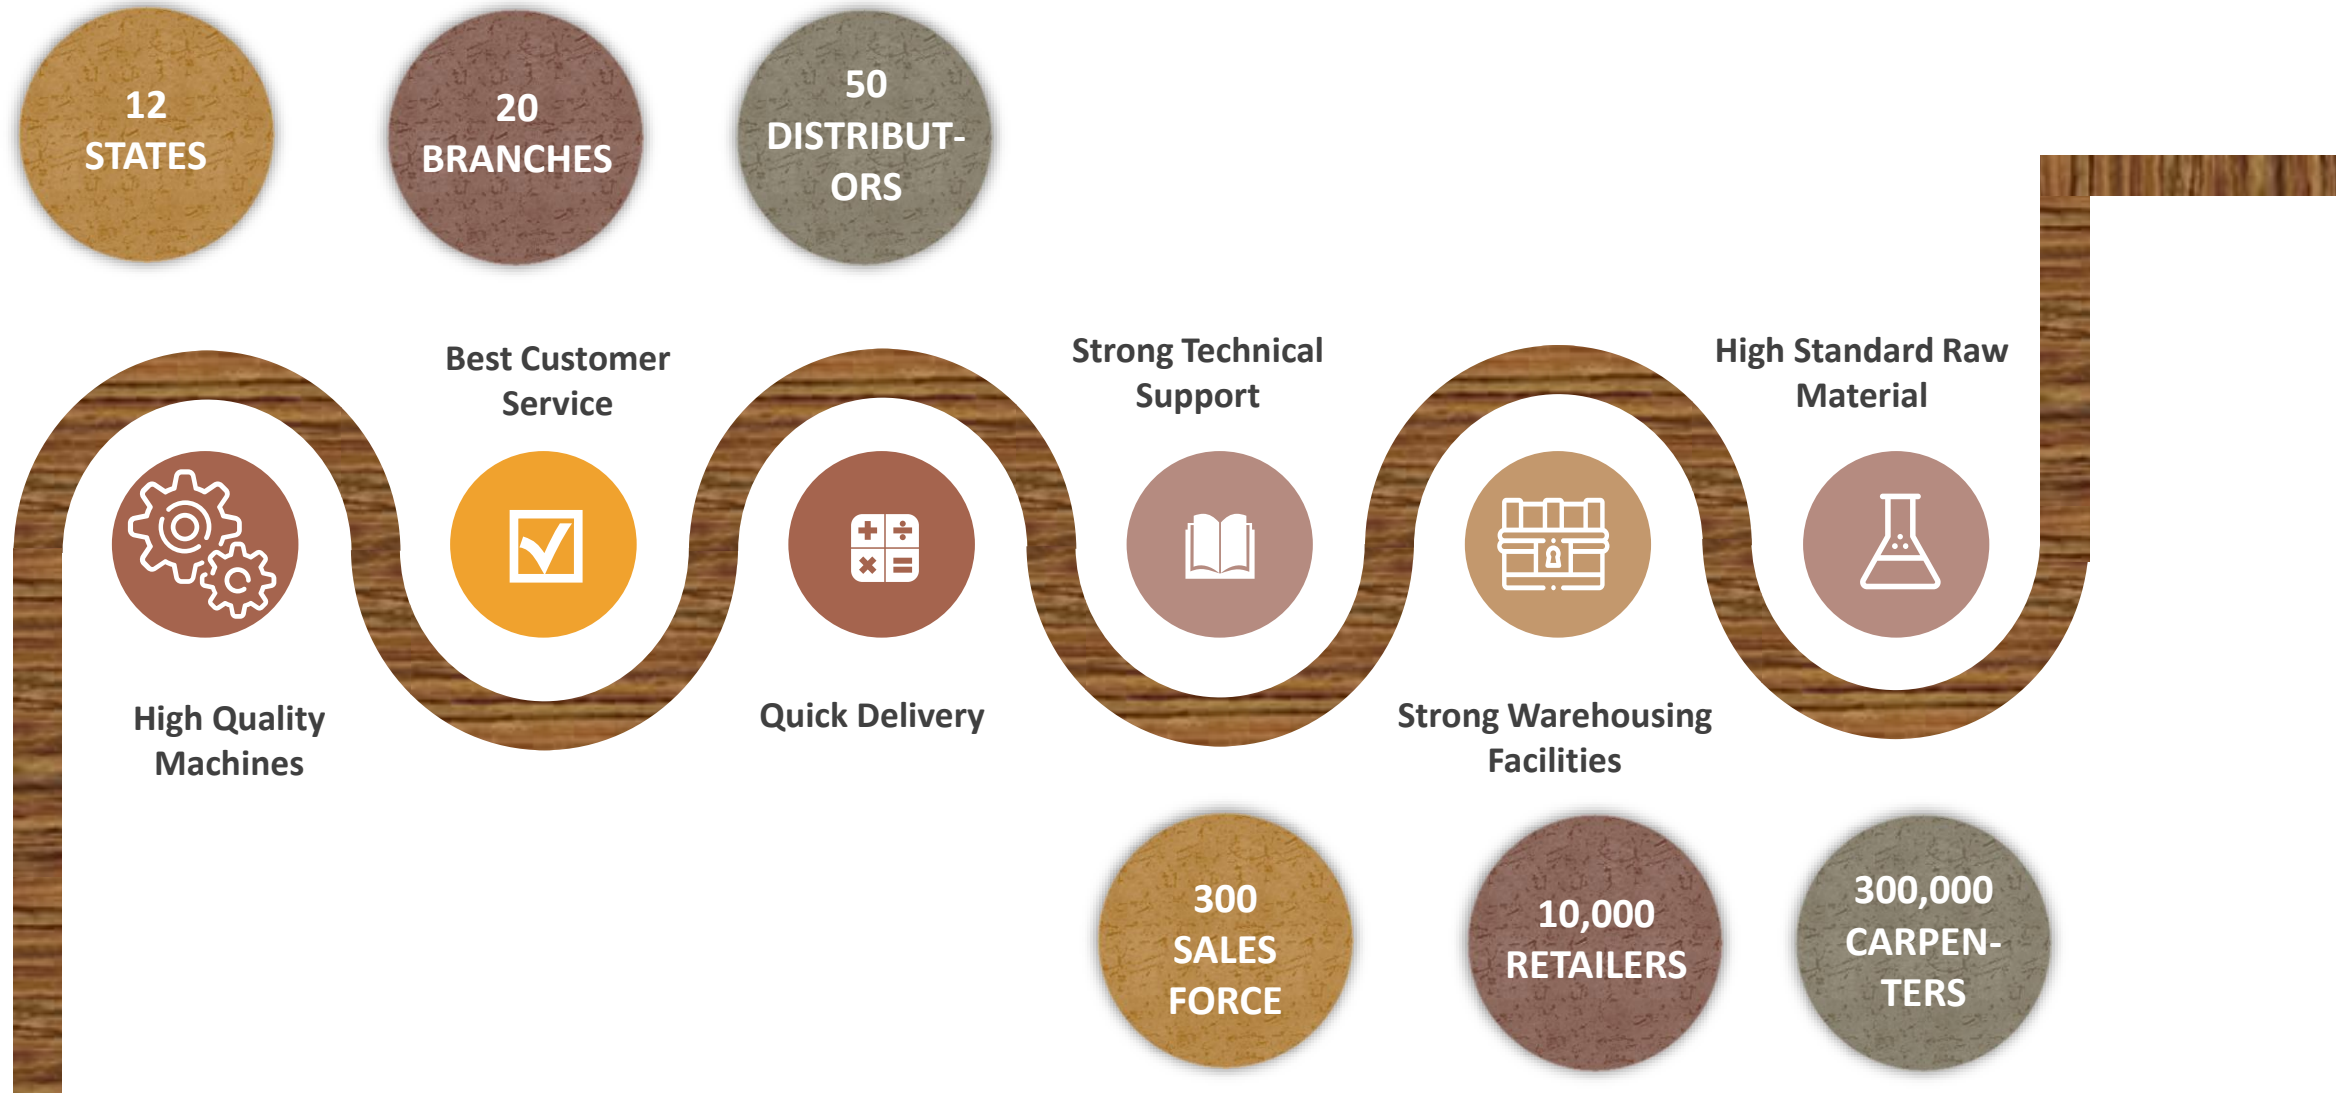 12
STATES
20
BRANCHES
50
DISTRIBUT-
ORS
Best Customer
Service
Strong Technical
Support
High Standard Raw
Material
High Quality
Machines
Quick Delivery
Strong Warehousing
Facilities
300
SALES
FORCE
10,000
RETAILERS
300,000
CARPEN-
TERS